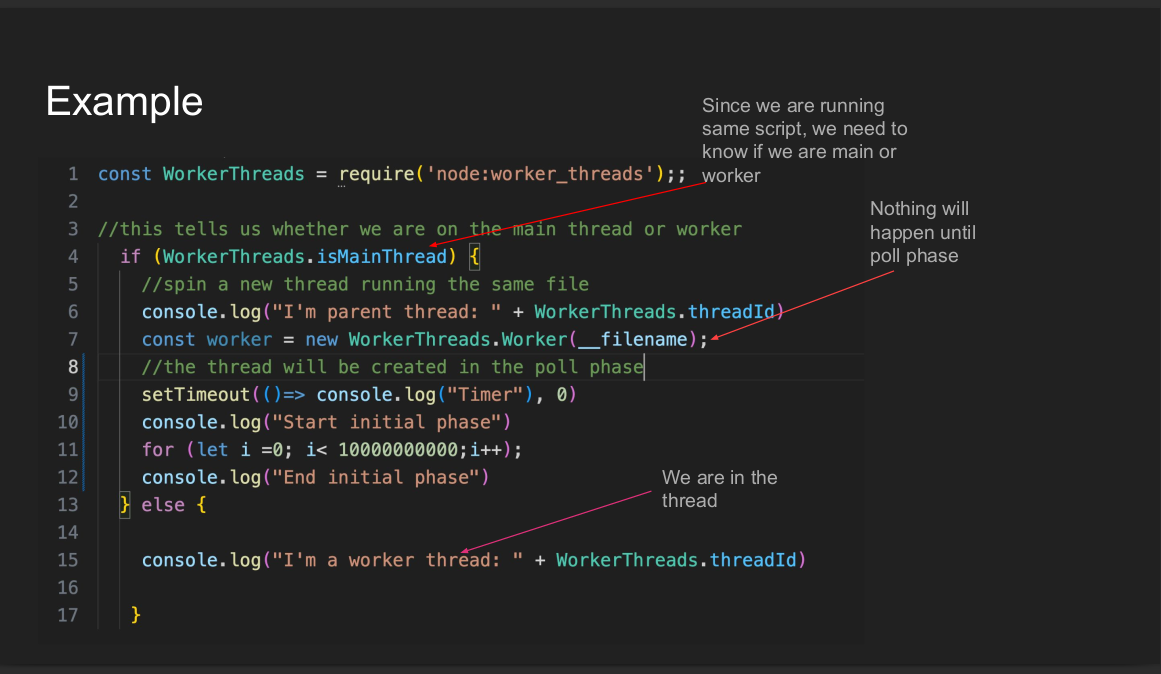 Example
Since we are running
same script, we need to
know if we are main or
worker
Nothing will
happen until
poll phase
1 const WorkerThreads = require('node:worker_threads');;
2
3 //this tells us whether we are on the main thread or worker
4 if (WorkerThreads.isMainThread) {
5 //spin a new thread running the same file
6 console.log("I'm parent thread: " + WorkerThreads.threadId)
7 const worker = new WorkerThreads.Worker(__filename);
8 //the thread will be created in the poll phase
9 setTimeout(()=> console.log("Timer"), 0)
10 console.log("Start initial phase")
11 for (let i =0; i< 10000000000;i++);
12 console.log("End initial phase")
13 } else {
14
We are in the
thread
15 console.log("I'm a worker thread: " + WorkerThreads.threadId)
16
17 }